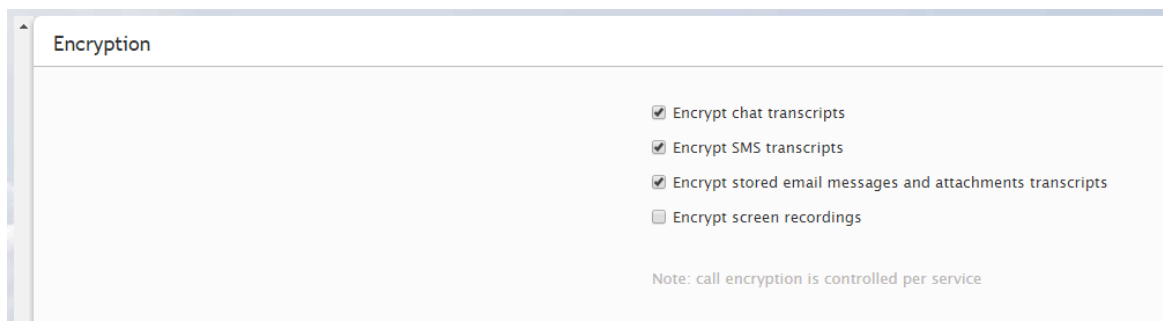 Encryption
Encrypt chat transcripts
Encrypt SMS transcripts
Encrypt stored email messages and attachments transcripts
Encrypt screen recordings
Note: call encryption is controlled per service